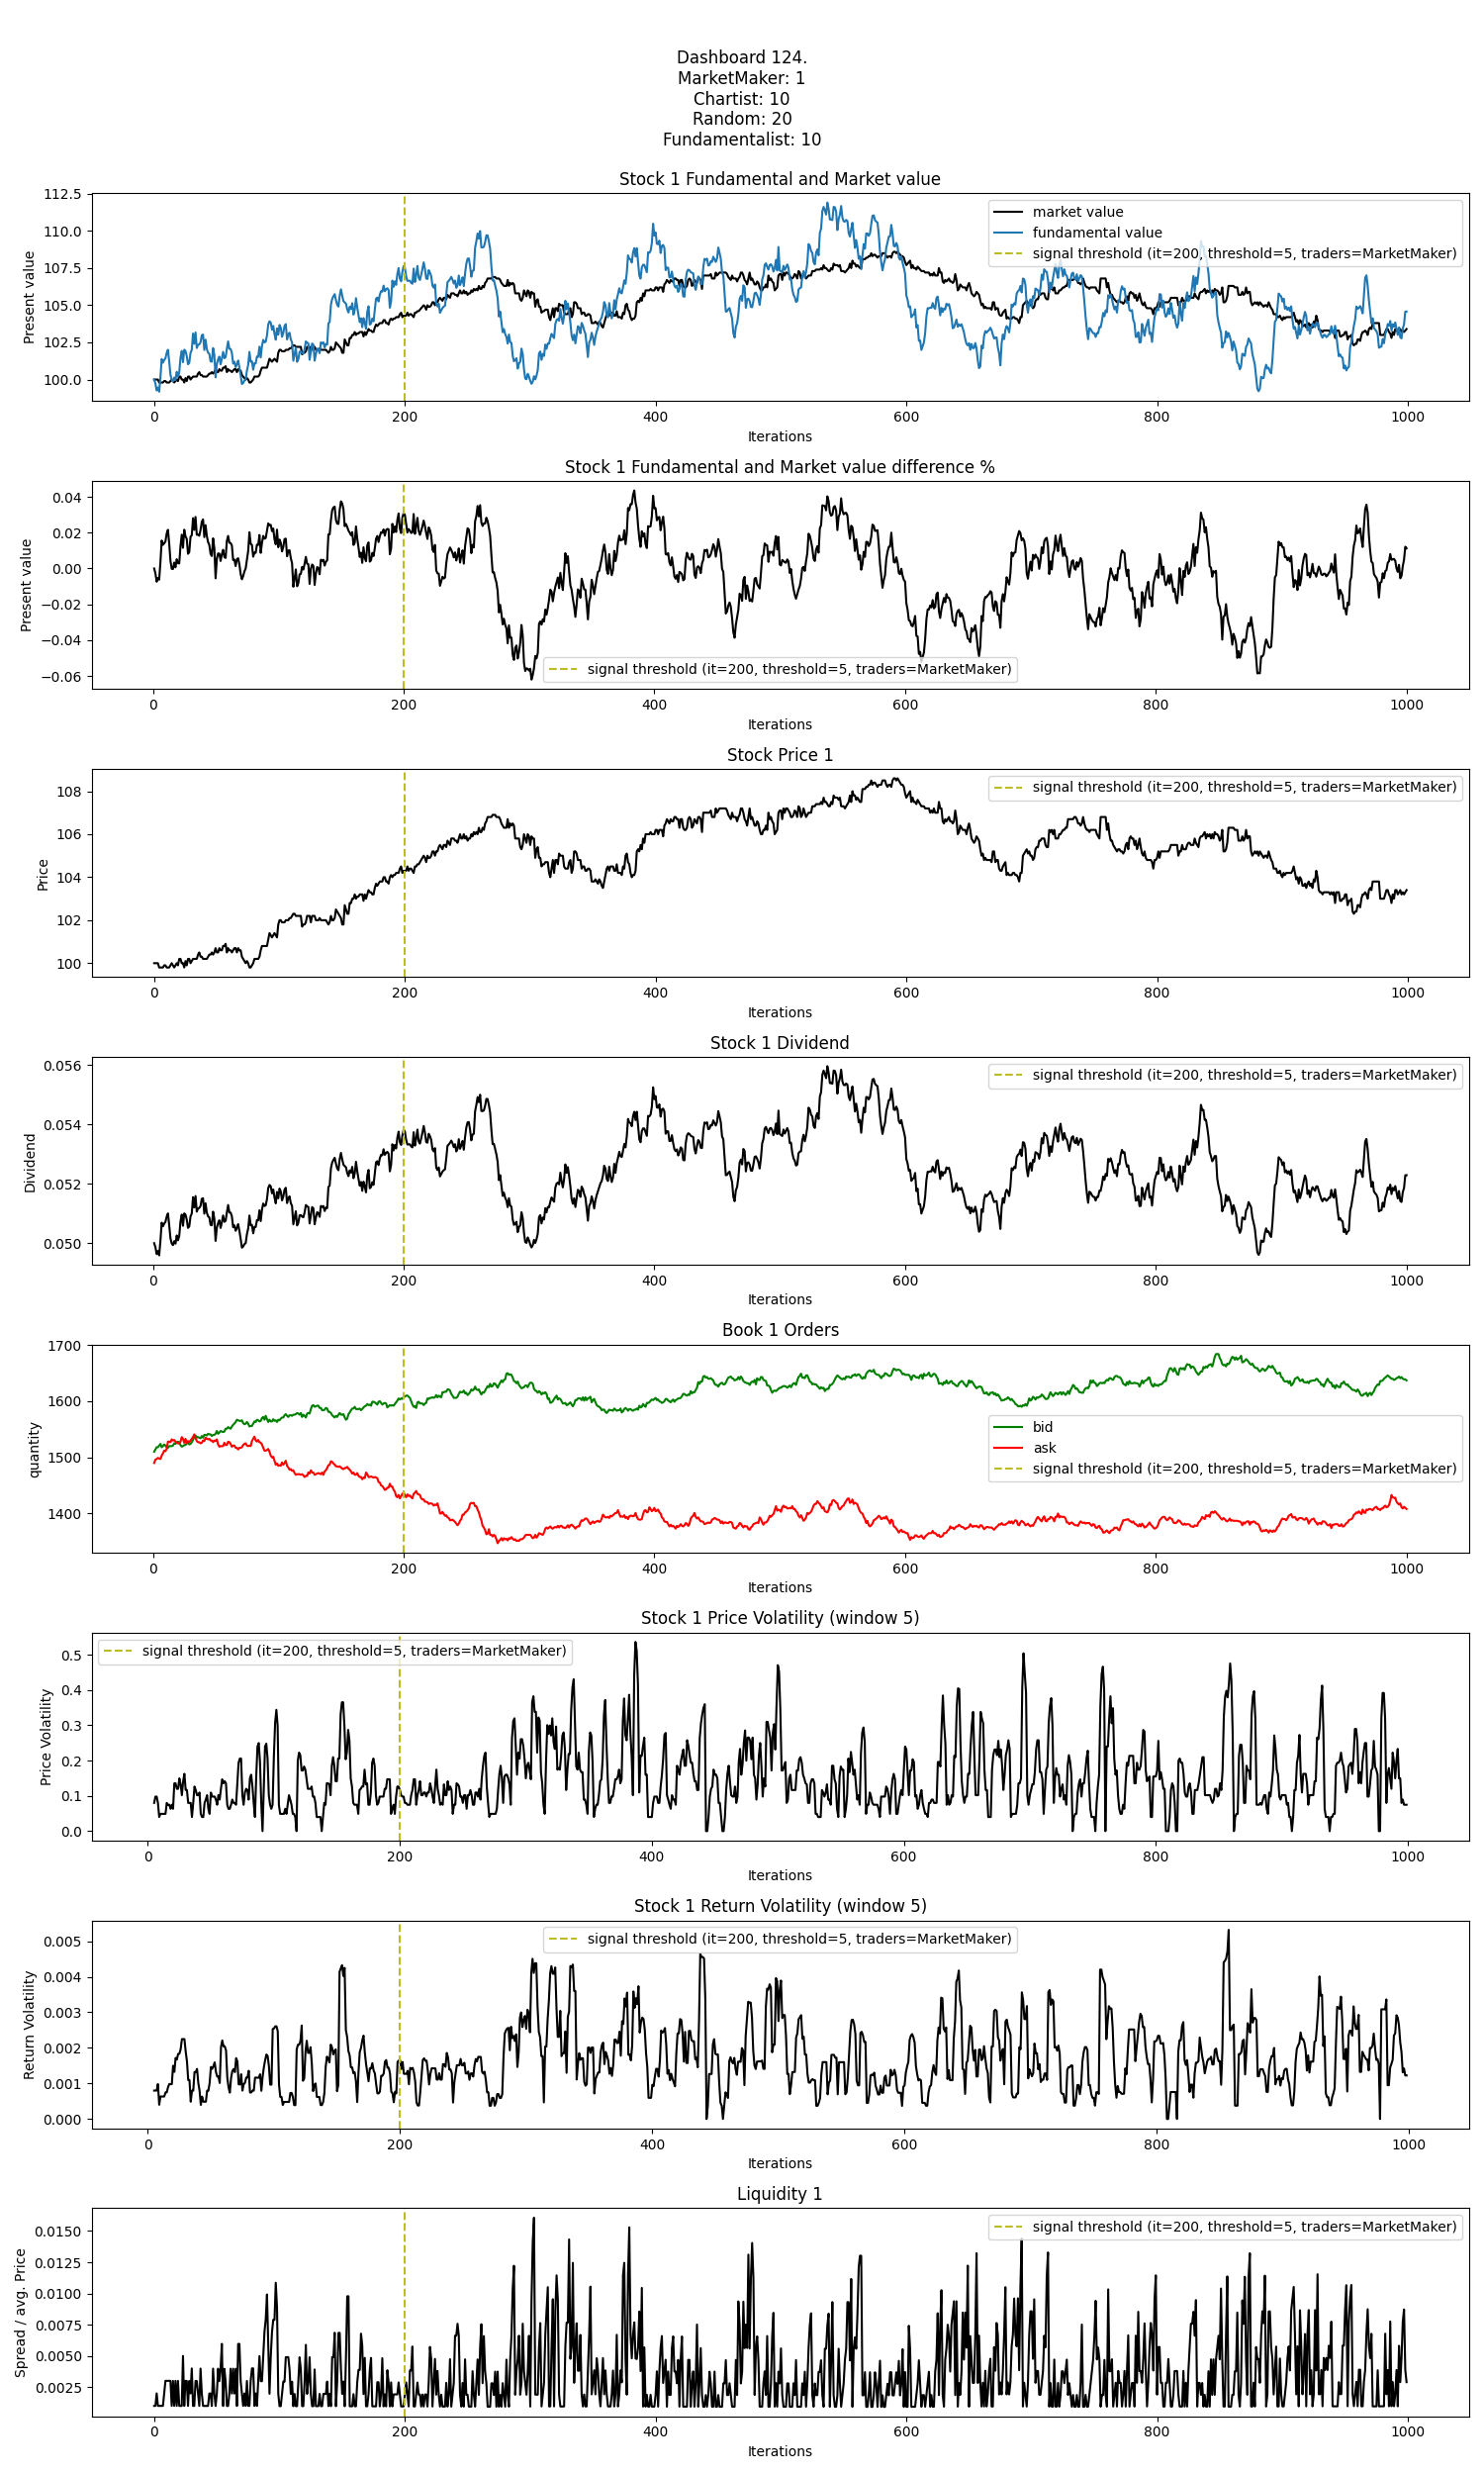 Dashboard 124.
MarketMaker: 1
Chartist: 10
Random: 20
Fundamentalist: 10
Stock 1 Fundamental and Market value
112.5
110.0
107.5
105.0
102.5
100.0
Present value
market value
fundamental value
signal threshold (it=200, threshold=5, traders=MarketMaker)
0 200 400 600 800 1000
Iterations
Stock 1 Fundamental and Market value difference %
0.04
0.02
0.00
−0.02
−0.04
−0.06
Present value
signal threshold (it=200, threshold=5, traders=MarketMaker)
0 200 400 600 800 1000
Iterations
Stock Price 1
108
106
104
102
100
Price
signal threshold (it=200, threshold=5, traders=MarketMaker)
0 200 400 600 800 1000
Iterations
Stock 1 Dividend
0.056
0.054
0.052
0.050
Dividend
signal threshold (it=200, threshold=5, traders=MarketMaker)
0 200 400 600 800 1000
Iterations
Book 1 Orders
1700
1600
1500
1400
quantity
bid
ask
signal threshold (it=200, threshold=5, traders=MarketMaker)
0 200 400 600 800 1000
Iterations
Stock 1 Price Volatility (window 5)
0.5
0.4
0.3
0.2
0.1
0.0
Price Volatility
signal threshold (it=200, threshold=5, traders=MarketMaker)
0 200 400 600 800 1000
Iterations
Stock 1 Return Volatility (window 5)
0.005
0.004
0.003
0.002
0.001
0.000
Return Volatility
signal threshold (it=200, threshold=5, traders=MarketMaker)
0 200 400 600 800 1000
Iterations
Liquidity 1
0.0150
0.0125
0.0100
0.0075
0.0050
0.0025
Spread / avg. Price
signal threshold (it=200, threshold=5, traders=MarketMaker)
0 200 400 600 800 1000
Iterations